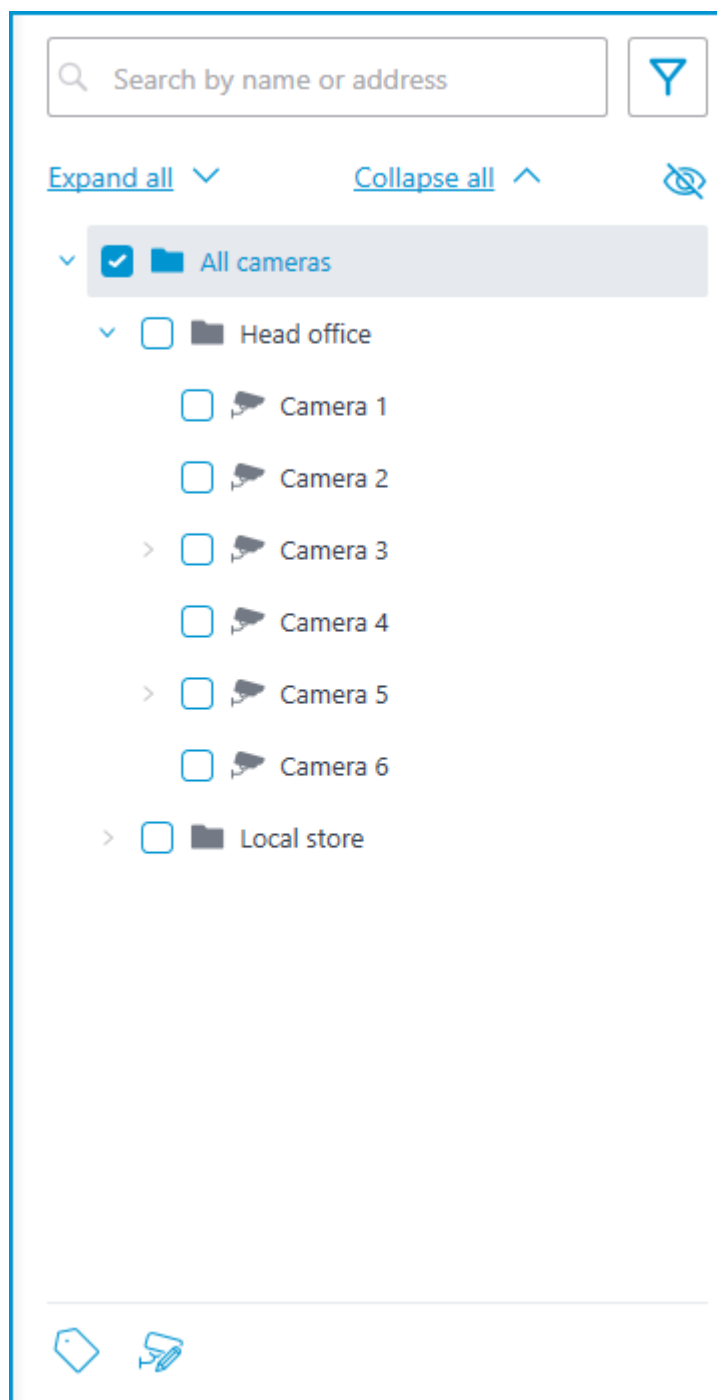 Search by name or address
Expand all Collapse all
All cameras
Head office
Camera 1
Camera 2
Camera 3
Camera 4
Camera 5
Camera 6
Local store